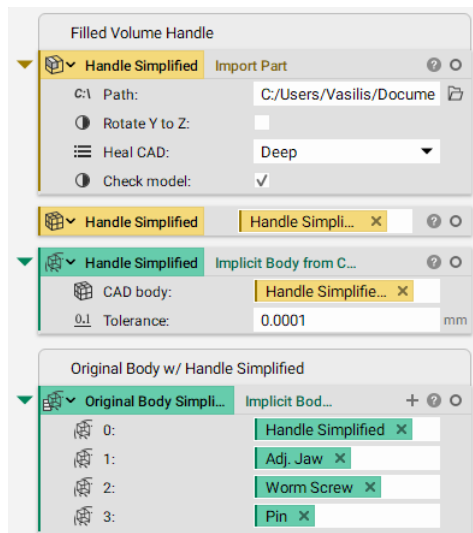 Filled Volume Handle
Handle Simplified Import Part
C:\ Path: C:/Users/Vasilis/Docume
Rotate Y to Z:
Heal CAD: Deep
Check model:
Handle Simplified Handle Simpli...
Handle Simplified Implicit Body from C...
CAD body: Handle Simplifie...
0.1 Tolerance: 0.0001 mm
Original Body w/ Handle Simplified
Original Body Simpli... Implicit Bod...
0: Handle Simplified
1: Adj. Jaw
2: Worm Screw
3: Pin